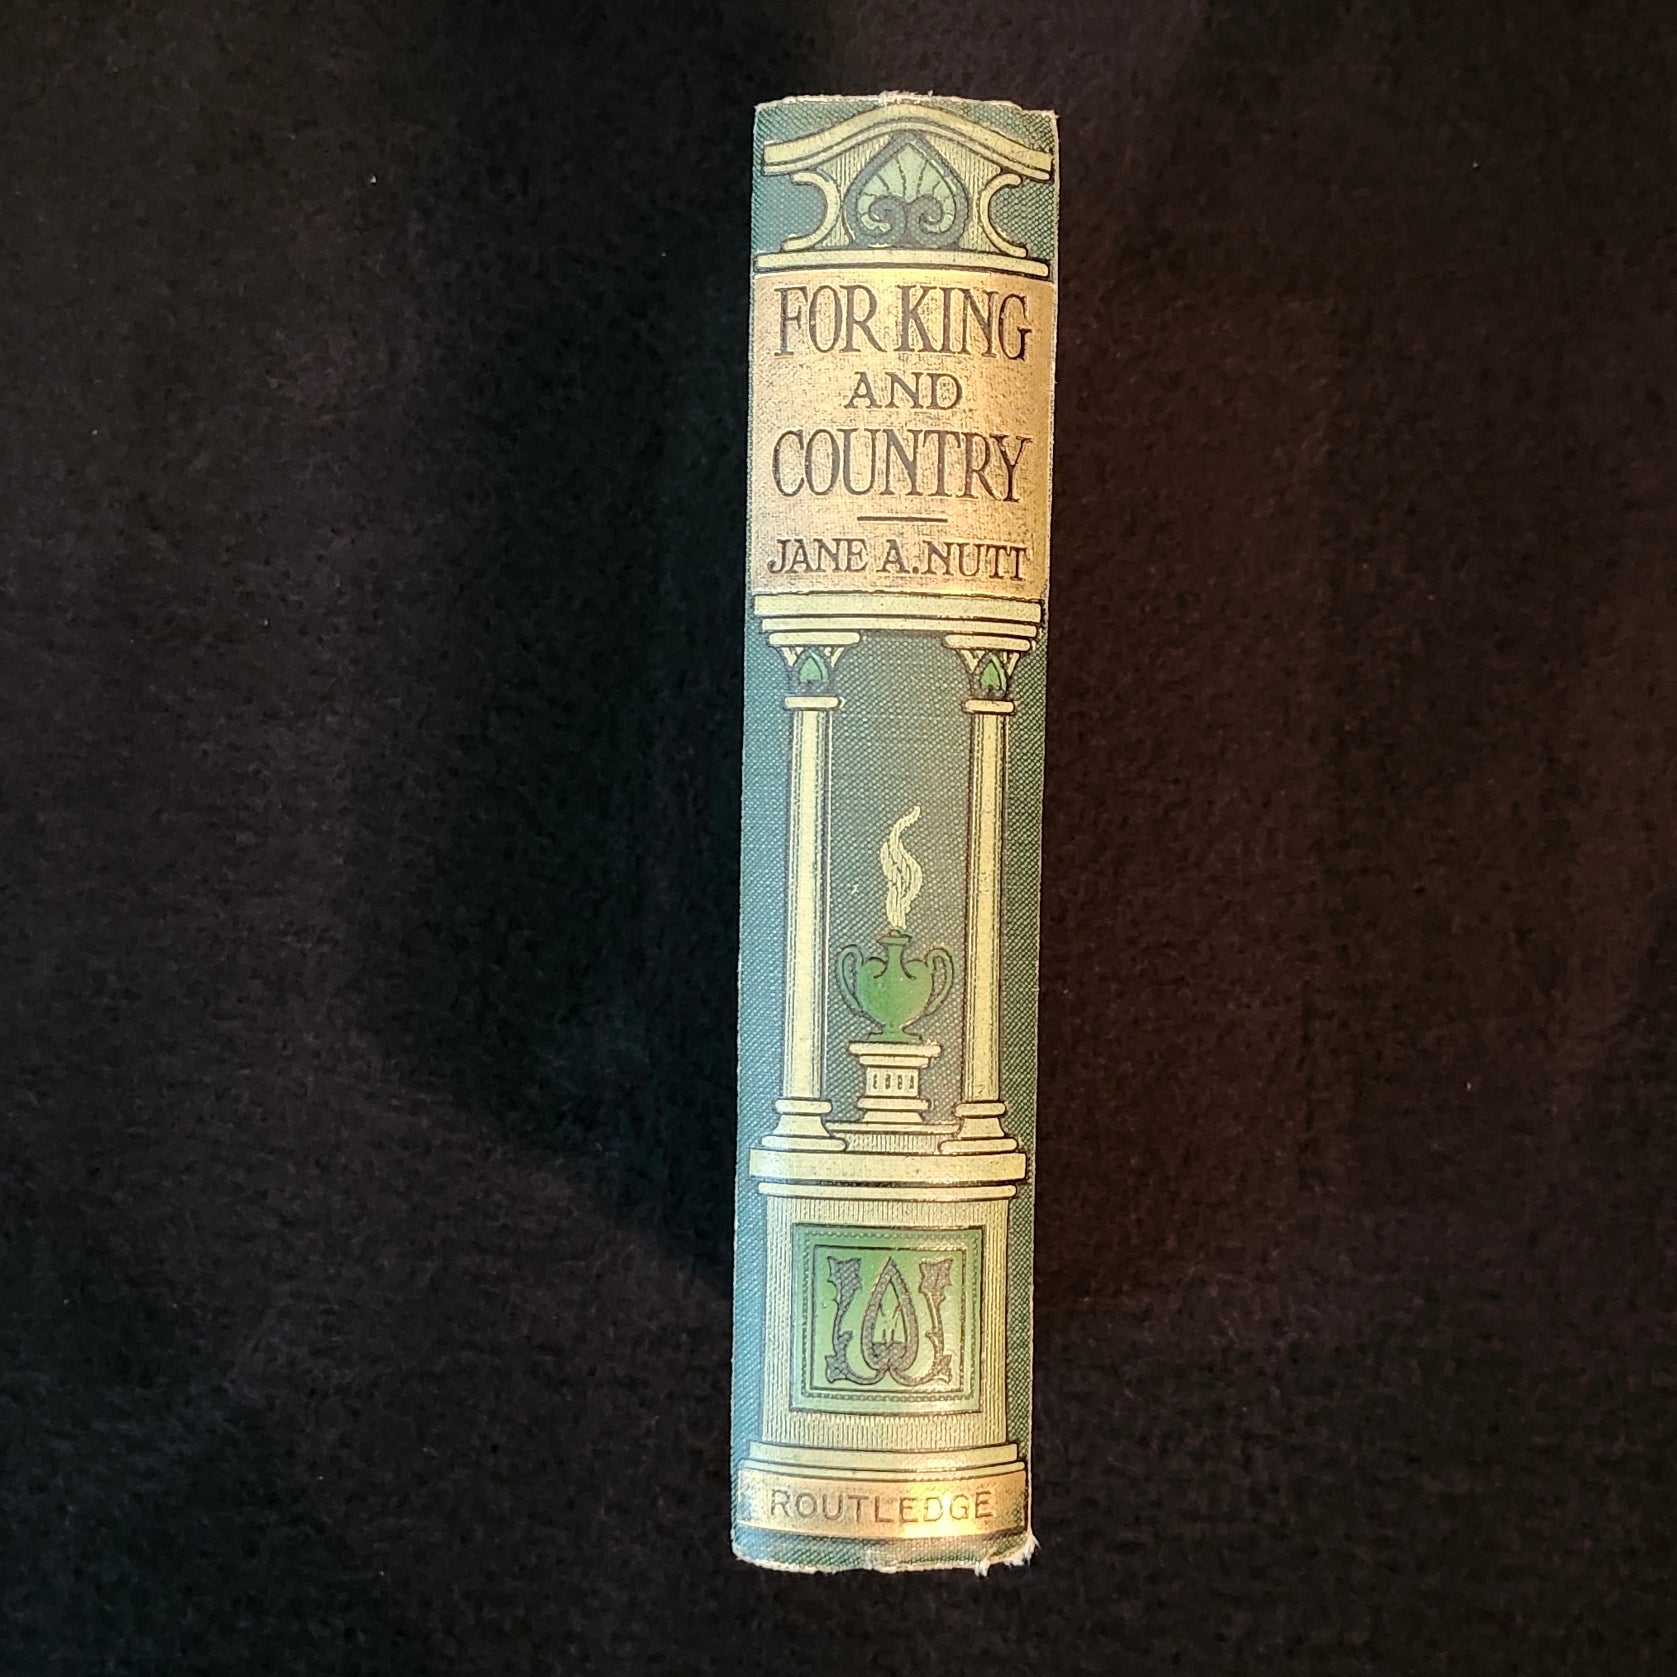 FOR KING
AND
COUNTRY
JANE A. NUTT
ROUTLEDGE